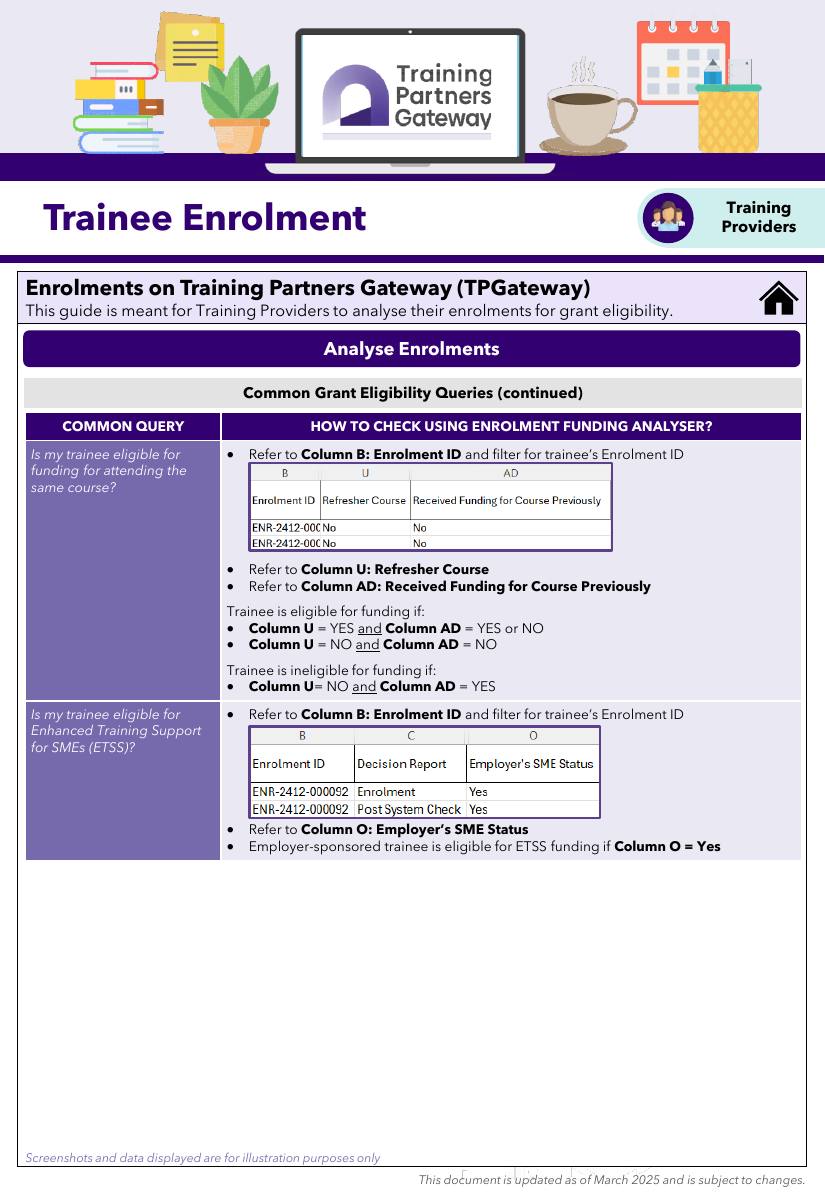 Training
Partners
Gateway
Trainee Enrolment
Training
Providers
Enrolments on Training Partners Gateway (TPGateway)
This guide is meant for Training Providers to analyse their enrolments for grant eligibility.
Analyse Enrolments
Common Grant Eligibility Queries (continued)
COMMON QUERY
HOW TO CHECK USING ENROLMENT FUNDING ANALYSER?
Is my trainee eligible for
funding for attending the
same course?
• Refer to Column B: Enrolment ID and filter for trainee's Enrolment ID
B U AD
Enrolment ID Refresher Course Received Funding for Course Previously
ENR-2412-000 No No
ENR-2412-000 No No
• Refer to Column U: Refresher Course
• Refer to Column AD: Received Funding for Course Previously
Trainee is eligible for funding if:
• Column U = YES and Column AD = YES or NO
• Column U = NO and Column AD = NO
Trainee is ineligible for funding if:
• Column U= NO and Column AD = YES
Is my trainee eligible for
Enhanced Training Support
for SMEs (ETSS)?
• Refer to Column B: Enrolment ID and filter for trainee's Enrolment ID
B C O
Enrolment ID Decision Report Employer's SME Status
ENR-2412-000092 Enrolment Yes
ENR-2412-000092 Post System Check Yes
• Refer to Column O: Employer's SME Status
• Employer-sponsored trainee is eligible for ETSS funding if Column O = Yes
Screenshots and data displayed are for illustration purposes only
This document is updated as of March 2025 and is subject to changes.